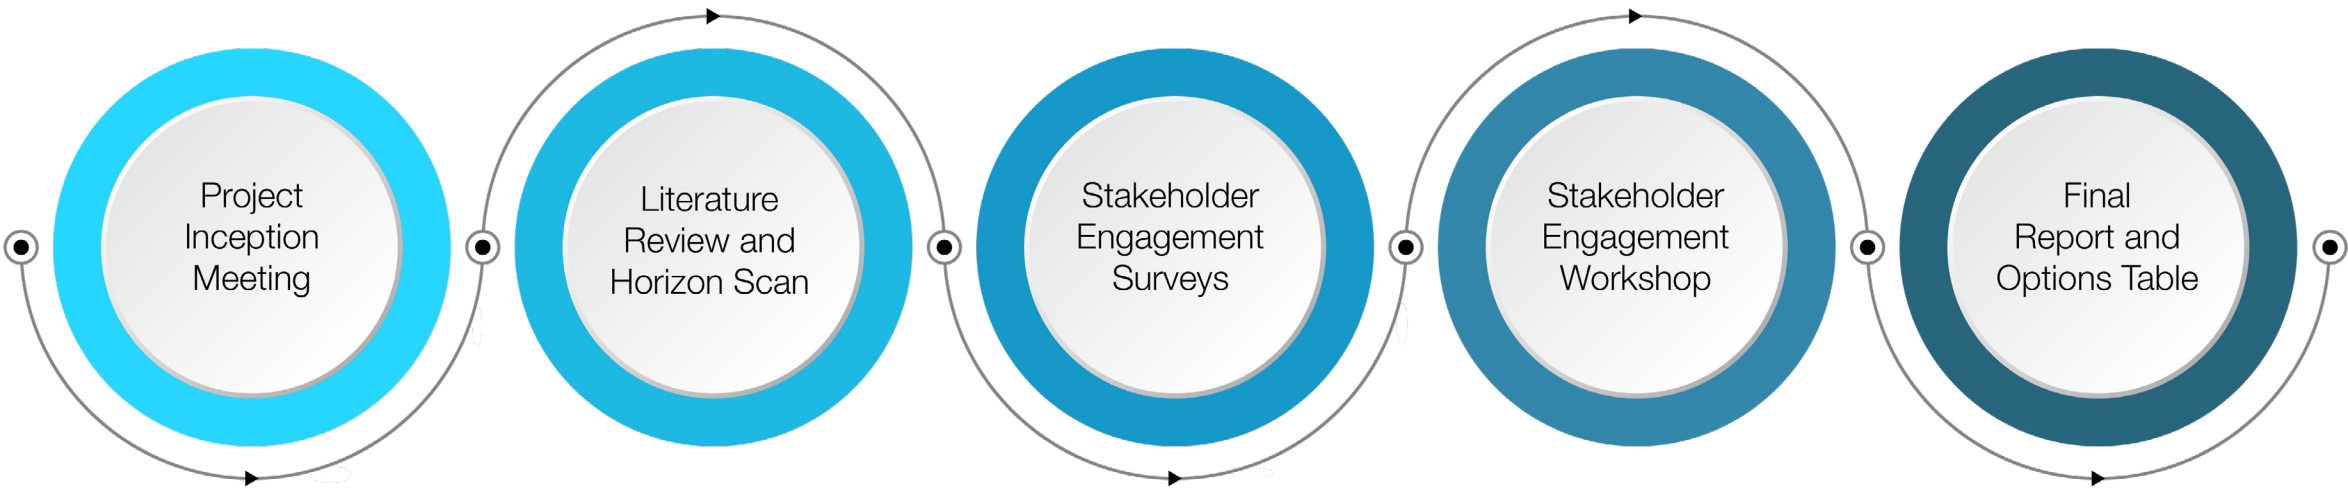 Project
Inception
Meeting
Literature
Review and
Horizon Scan
Stakeholder
Engagement
Surveys
Stakeholder
Engagement
Workshop
Final
Report and
Options Table